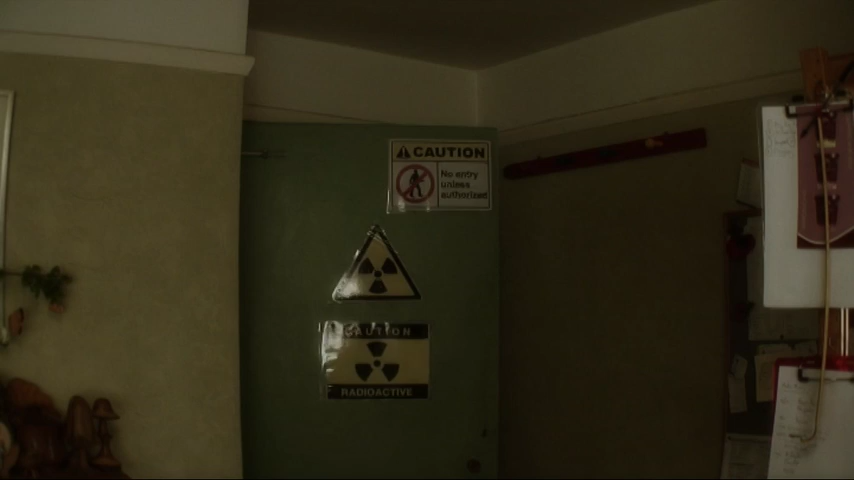 CAUTION
No entry
unless
authorized
CAUTION
RADIOACTIVE